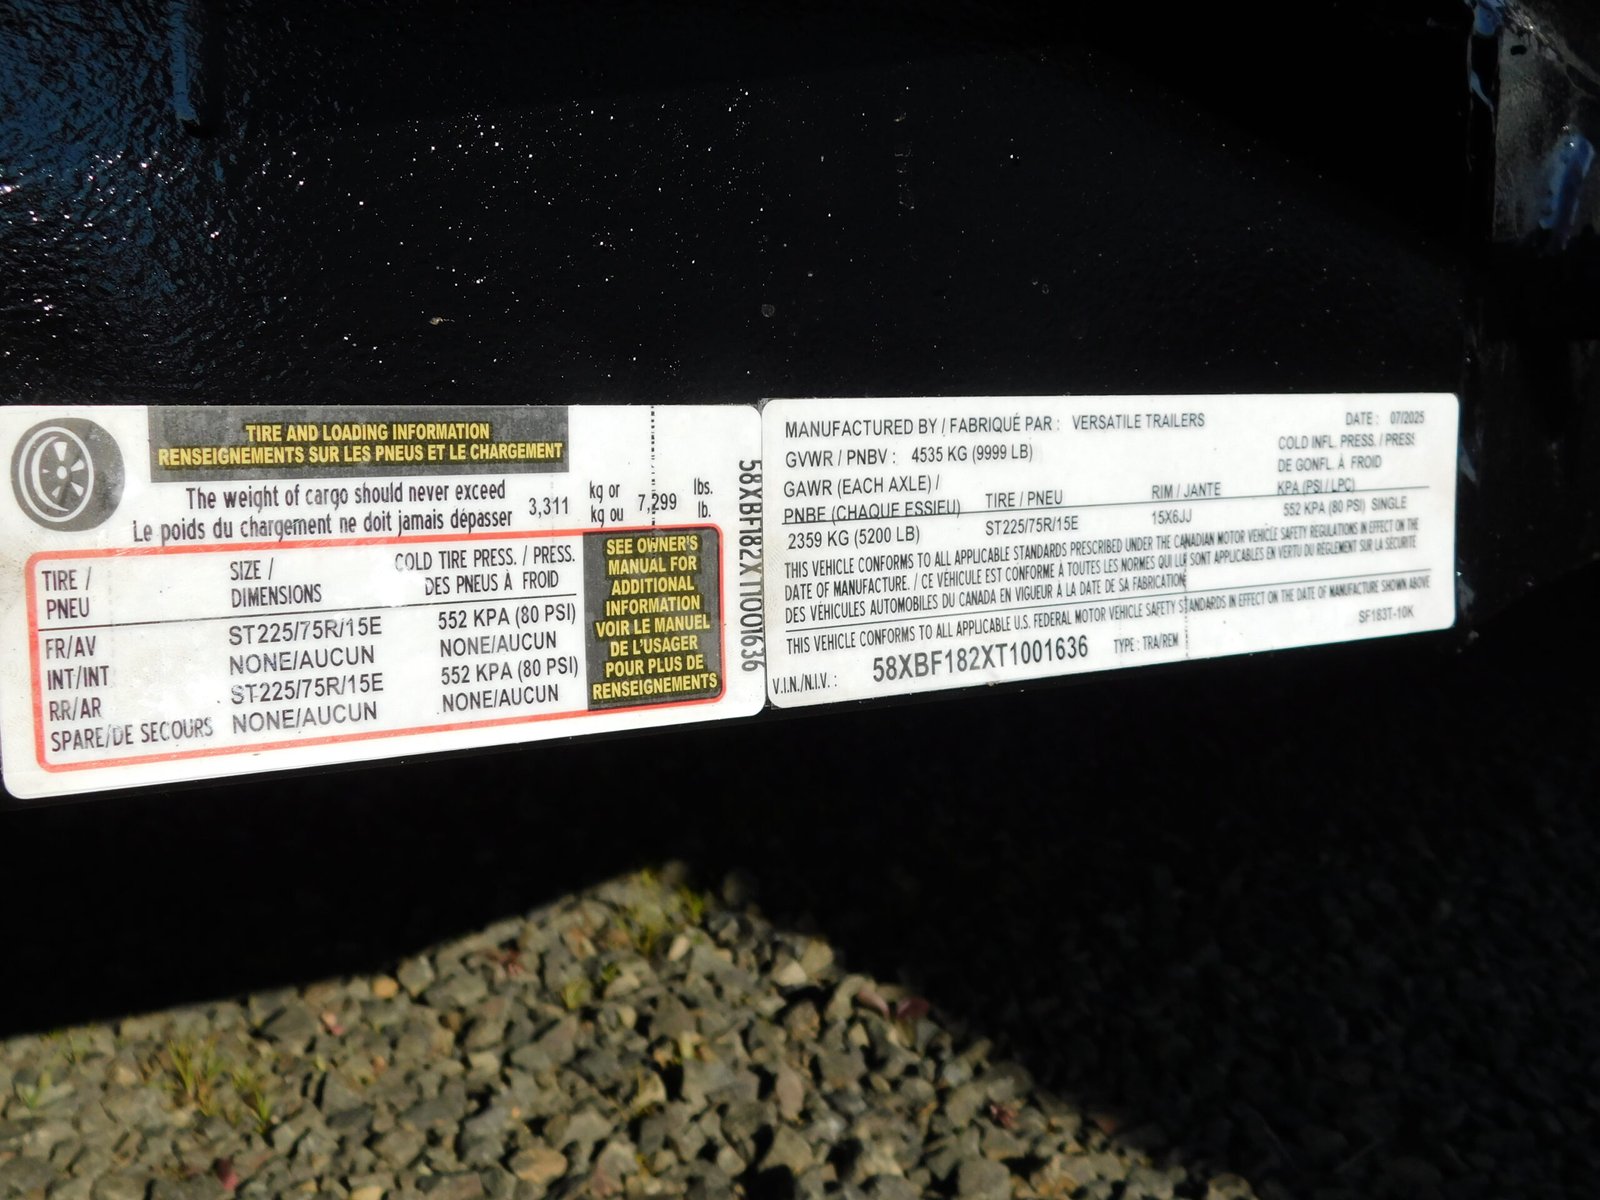 TIRE AND LOADING INFORMATION
RENSEIGNEMENTS SUR LES PNEUS ET LE CHARGEMENT
The weight of cargo should never exceed 3,311 kg or 7,299 lbs.
Le poids du chargement ne doit jamais dépasser kg ou lb.
TIRE / SIZE / COLD TIRE PRESS. / PRESS.
PNEU DIMENSIONS DES PNEUS À FROID
FR/AV ST225/75R/15E 552 KPA (80 PSI)
INT/INT NONE/AUCUN NONE/AUCUN
RR/AR ST225/75R/15E 552 KPA (80 PSI)
SPARE/DE SECOURS NONE/AUCUN NONE/AUCUN
SEE OWNER'S
MANUAL FOR
ADDITIONAL
INFORMATION
VOIR LE MANUEL
DE L'USAGER
POUR PLUS DE
RENSEIGNEMENTS
58XBF182XT1001636
MANUFACTURED BY / FABRIQUÉ PAR : VERSATILE TRAILERS DATE : 07/2025
GVWR / PNBV : 4535 KG (9999 LB) COLD INFL. PRESS. / PRESS
DE GONFL. À FROID
GAWR (EACH AXLE) / TIRE / PNEU RIM / JANTE KPA (PSI / LPC)
PNBE (CHAQUE ESSIEU)
2359 KG (5200 LB) ST225/75R/15E 15X6JJ 552 KPA (80 PSI) SINGLE
THIS VEHICLE CONFORMS TO ALL APPLICABLE STANDARDS PRESCRIBED UNDER THE CANADIAN MOTOR VEHICLE SAFETY REGULATIONS IN EFFECT ON THE
DATE OF MANUFACTURE. / CE VÉHICULE EST CONFORME À TOUTES LES NORMES QUI LUI SONT APPLICABLES EN VERTU DU RÈGLEMENT SUR LA SÉCURITÉ
DES VÉHICULES AUTOMOBILES DU CANADA EN VIGUEUR À LA DATE DE SA FABRICATION
THIS VEHICLE CONFORMS TO ALL APPLICABLE U.S. FEDERAL MOTOR VEHICLE SAFETY STANDARDS IN EFFECT ON THE DATE OF MANUFACTURE SHOWN ABOVE
V.I.N./N.I.V. : 58XBF182XT1001636 TYPE : TRA/REM SF183T-10K